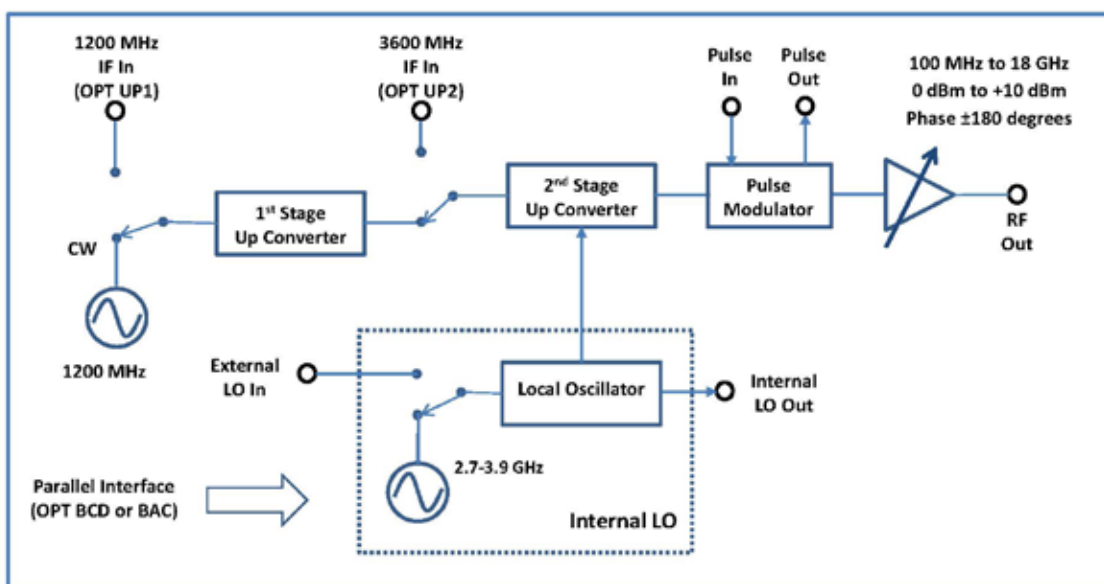 1200 MHz
IF In
(OPT UP1)
3600 MHz
IF In
(OPT UP2)
Pulse
In
Pulse
Out
100 MHz to 18 GHz
0 dBm to +10 dBm
Phase ±180 degrees
CW
1st Stage
Up Converter
2nd Stage
Up Converter
Pulse
Modulator
RF
Out
1200 MHz
External
LO In
Local Oscillator
Internal
LO Out
2.7-3.9 GHz
Parallel Interface
(OPT BCD or BAC)
Internal LO